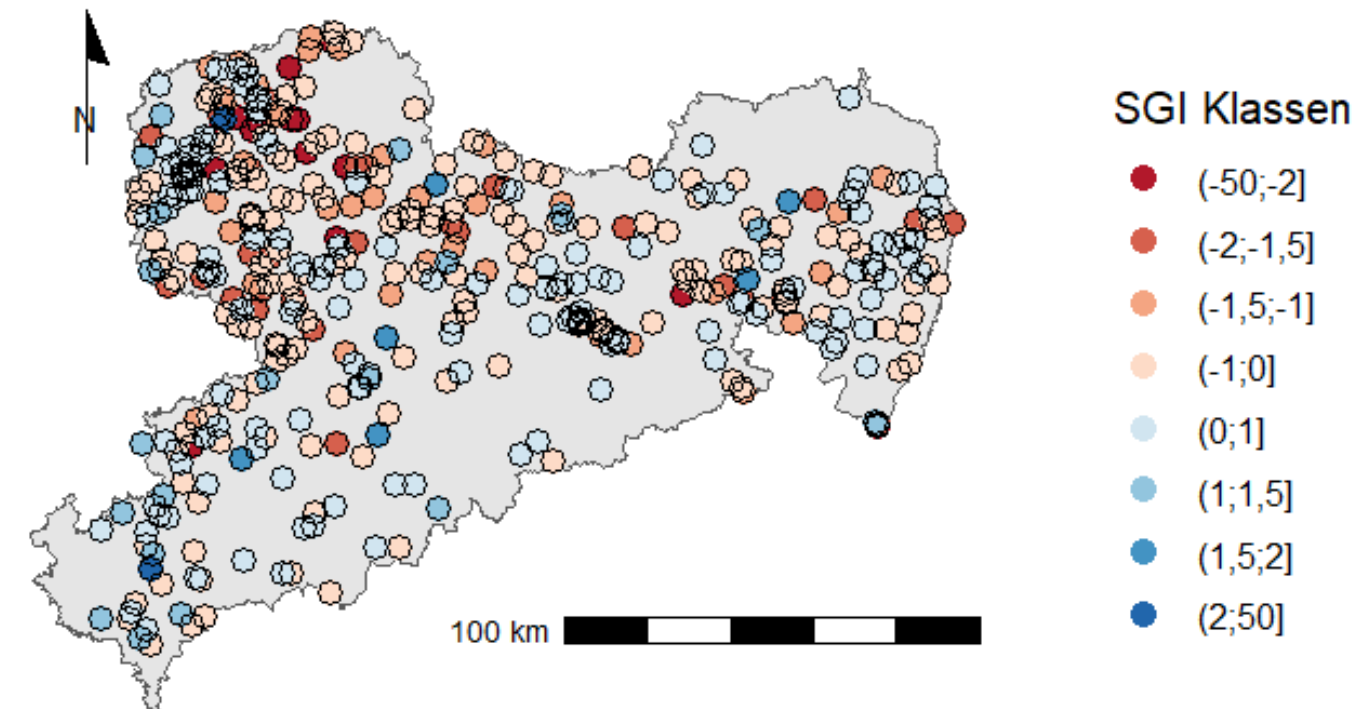 N
SGI Klassen
(-50;-2]
(-2;-1,5]
(-1,5;-1]
(-1;0]
(0;1]
(1;1,5]
(1,5;2]
(2;50]
100 km